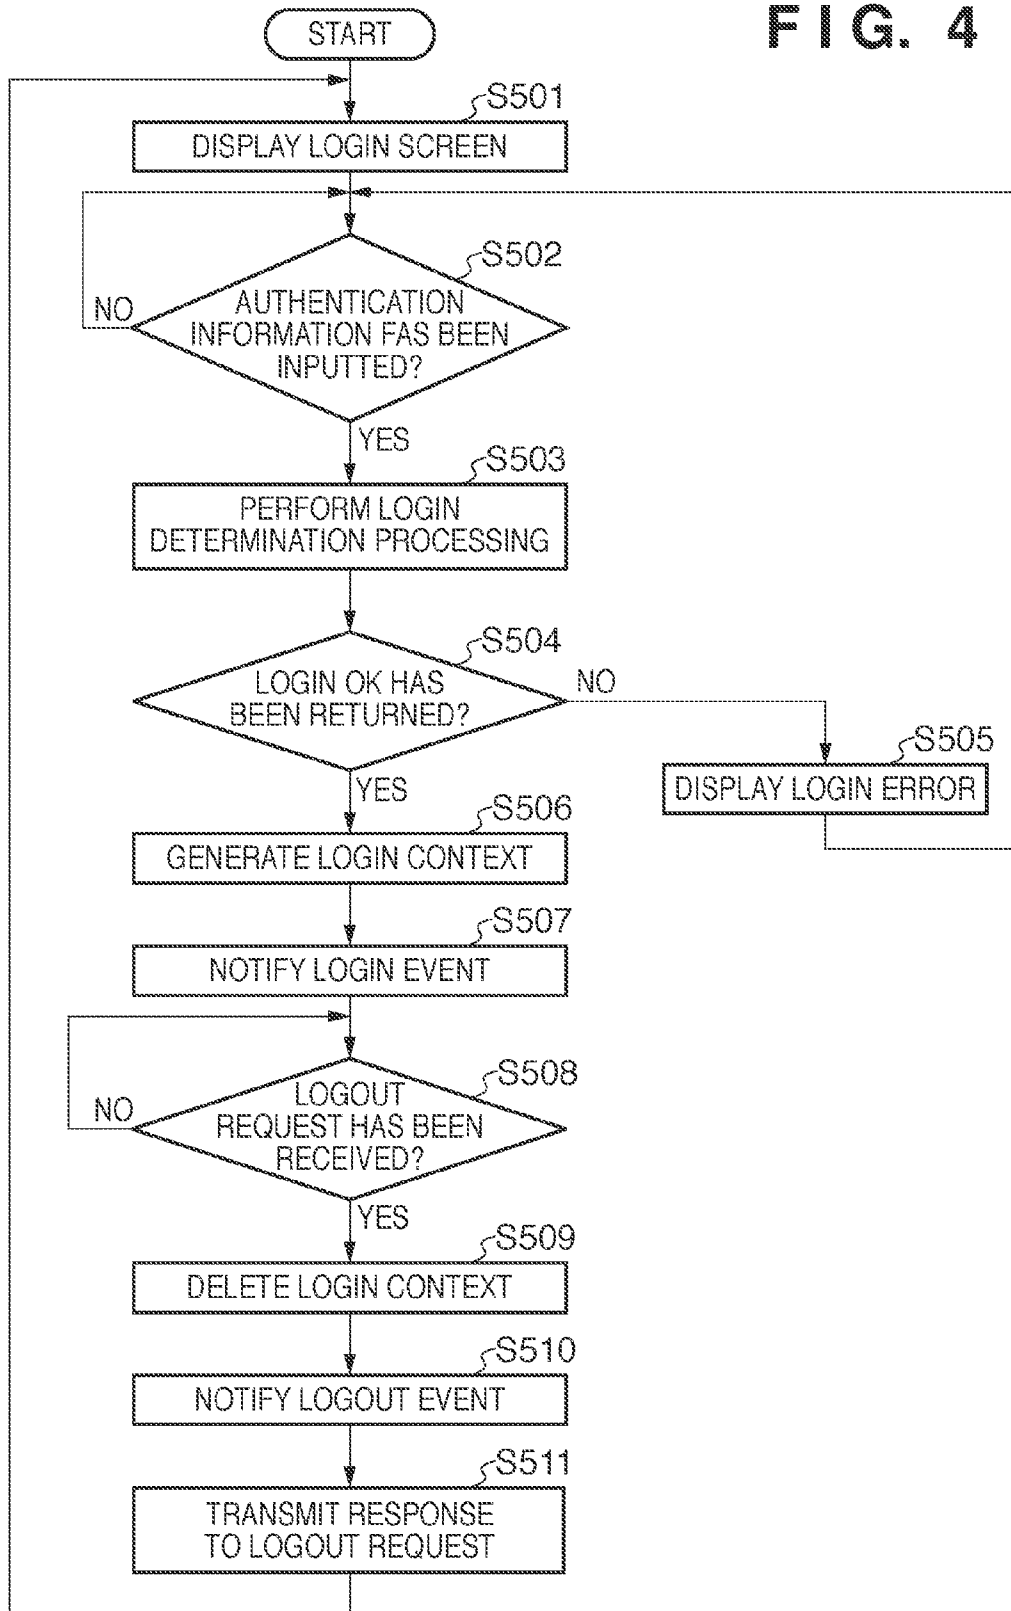 FIG. 4
START
S501
DISPLAY LOGIN SCREEN
S502
AUTHENTICATION
INFORMATION FAS BEEN
INPUTTED?
NO
YES
S503
PERFORM LOGIN
DETERMINATION PROCESSING
S504
LOGIN OK HAS
BEEN RETURNED?
NO
YES
S505
DISPLAY LOGIN ERROR
S506
GENERATE LOGIN CONTEXT
S507
NOTIFY LOGIN EVENT
S508
LOGOUT
REQUEST HAS BEEN
RECEIVED?
NO
YES
S509
DELETE LOGIN CONTEXT
S510
NOTIFY LOGOUT EVENT
S511
TRANSMIT RESPONSE
TO LOGOUT REQUEST